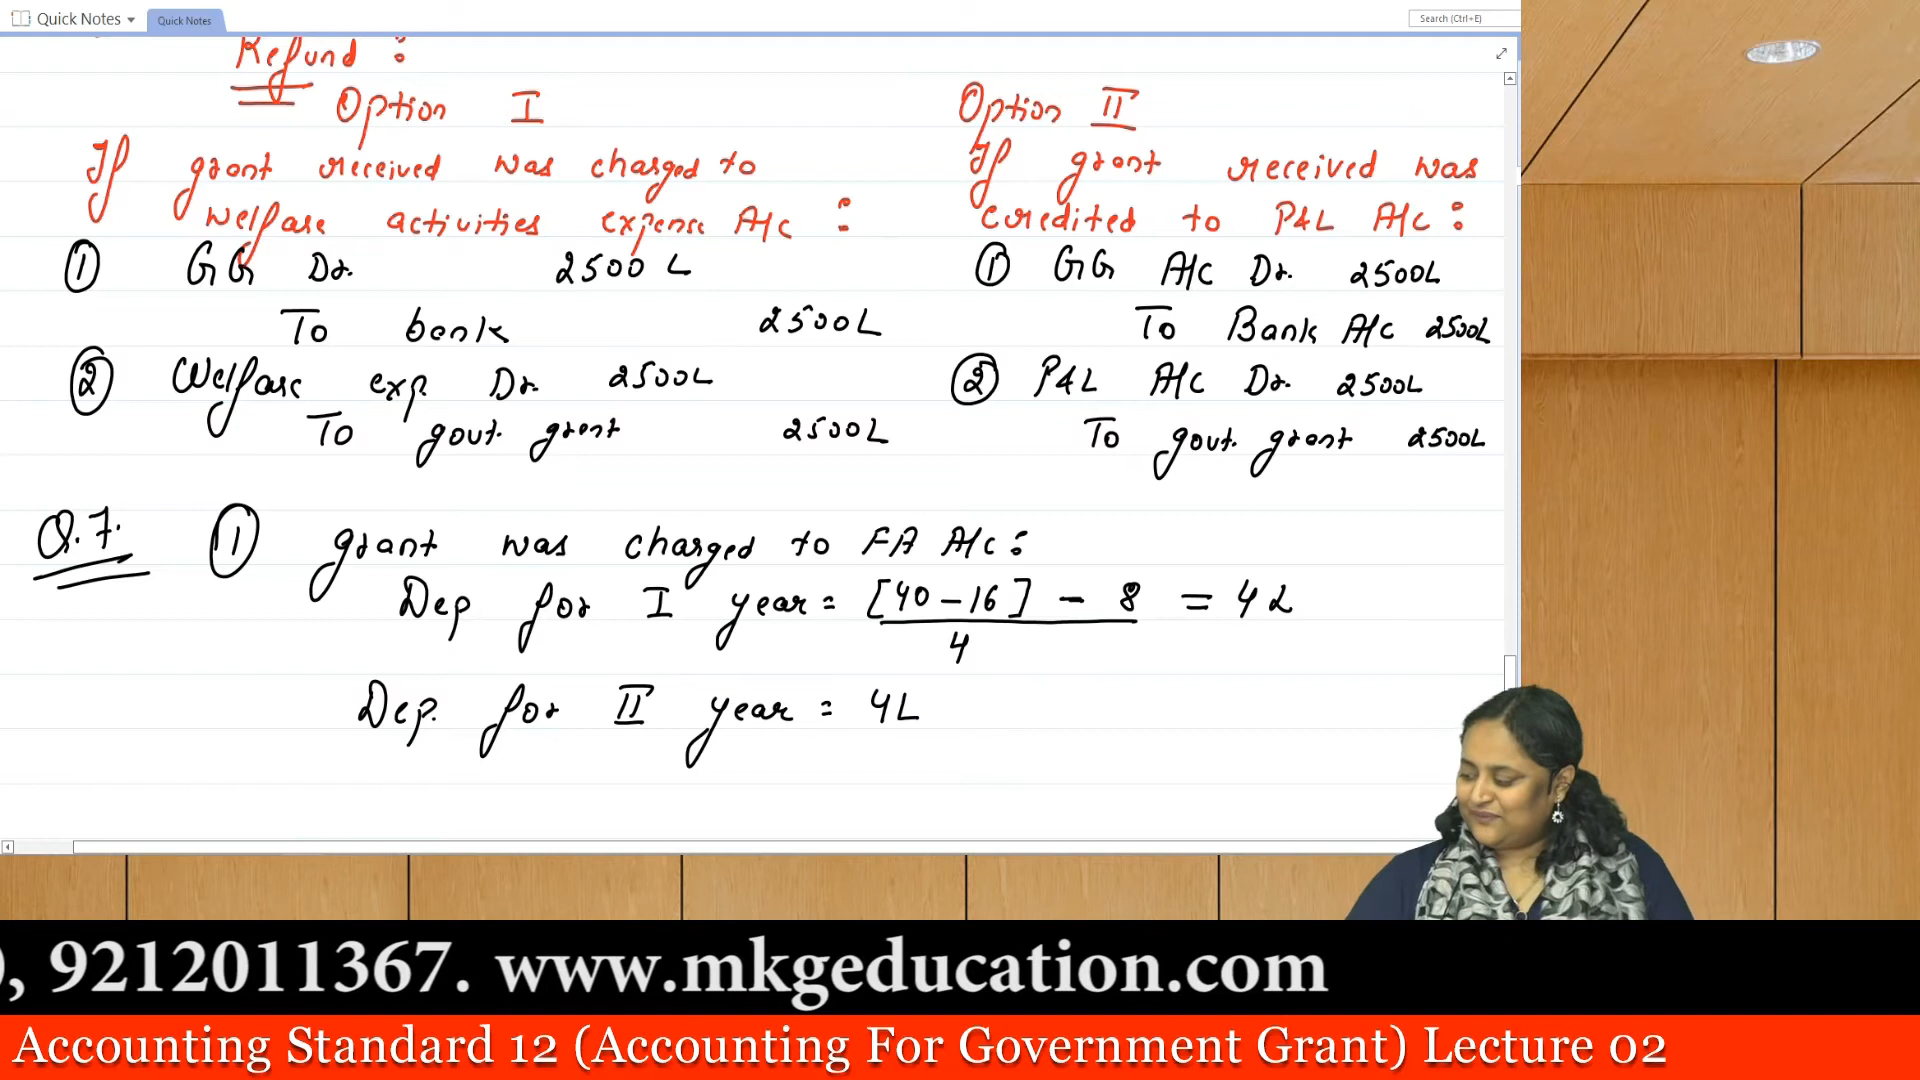 Quick Notes
Quick Notes
Search (Ctrl+E)
Refund :
Option I
If grant received was charged to
welfare activities expense A/c :
① GG Dr. 2500 L
To bank 2500L
② Welfare exp Dr. 2500L
To govt. grant 2500L
Option II
If grant received was
credited to P&L A/c :
① GG A/c Dr. 2500L
To Bank A/c 2500L
② P&L A/c Dr. 2500L
To govt. grant 2500L
Q.7. ① grant was charged to FA A/c :
Dep for I year = [40-16] - 8 = 4L
4
Dep. for II year = 4L
), 9212011367. www.mkgeducation.com
Accounting Standard 12 (Accounting For Government Grant) Lecture 02